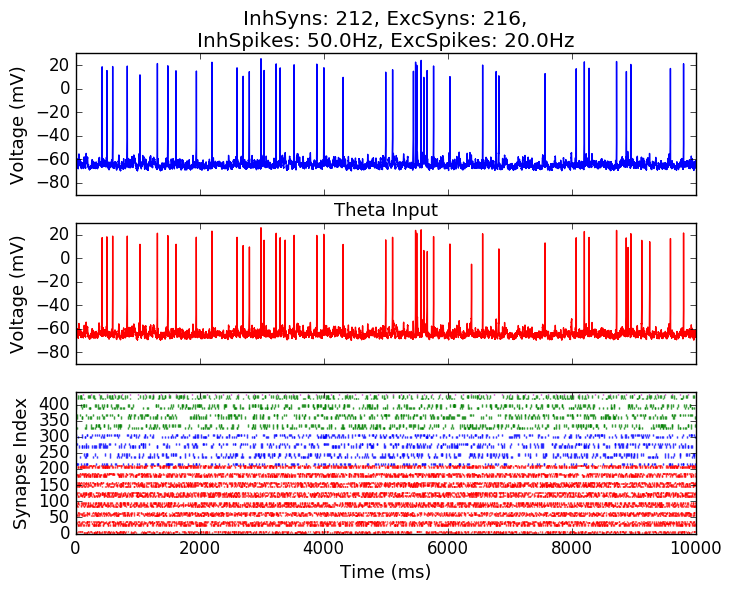 InhSyns: 212, ExcSyns: 216,
InhSpikes: 50.0Hz, ExcSpikes: 20.0Hz
20
0
−20
−40
−60
−80
Voltage (mV)
Theta Input
20
0
−20
−40
−60
−80
Voltage (mV)
400
350
300
250
200
150
100
50
0
Synapse Index
0 2000 4000 6000 8000 10000
Time (ms)